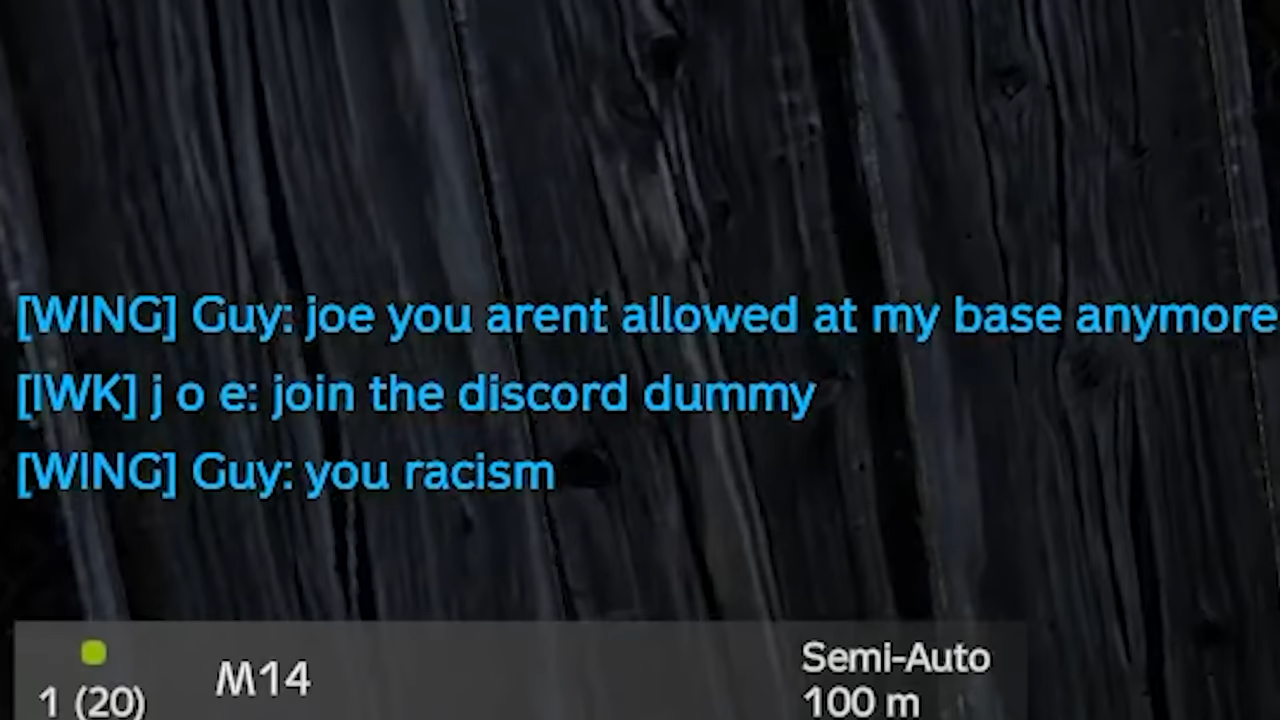 [WING] Guy: joe you arent allowed at my base anymore
[IWK] j o e: join the discord dummy
[WING] Guy: you racism
M14
Semi-Auto
1 (20)
100 m